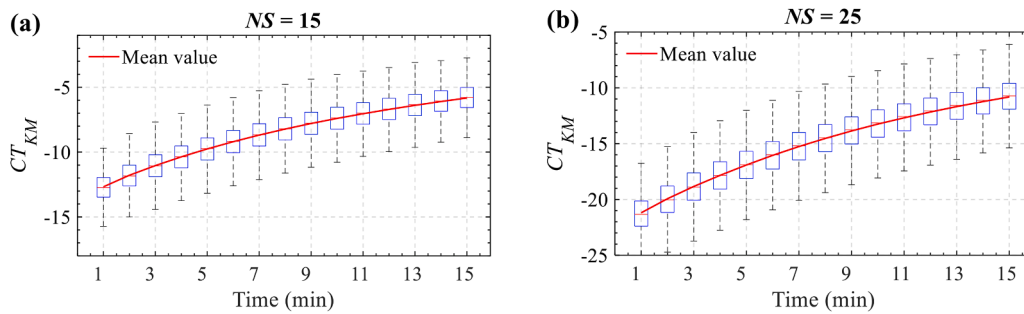 (a)
NS = 15
Mean value
-5
-10
-15
CT_KM
1 3 5 7 9 11 13 15
Time (min)
(b)
NS = 25
-5
Mean value
-10
-15
-20
-25
CT_KM
1 3 5 7 9 11 13 15
Time (min)